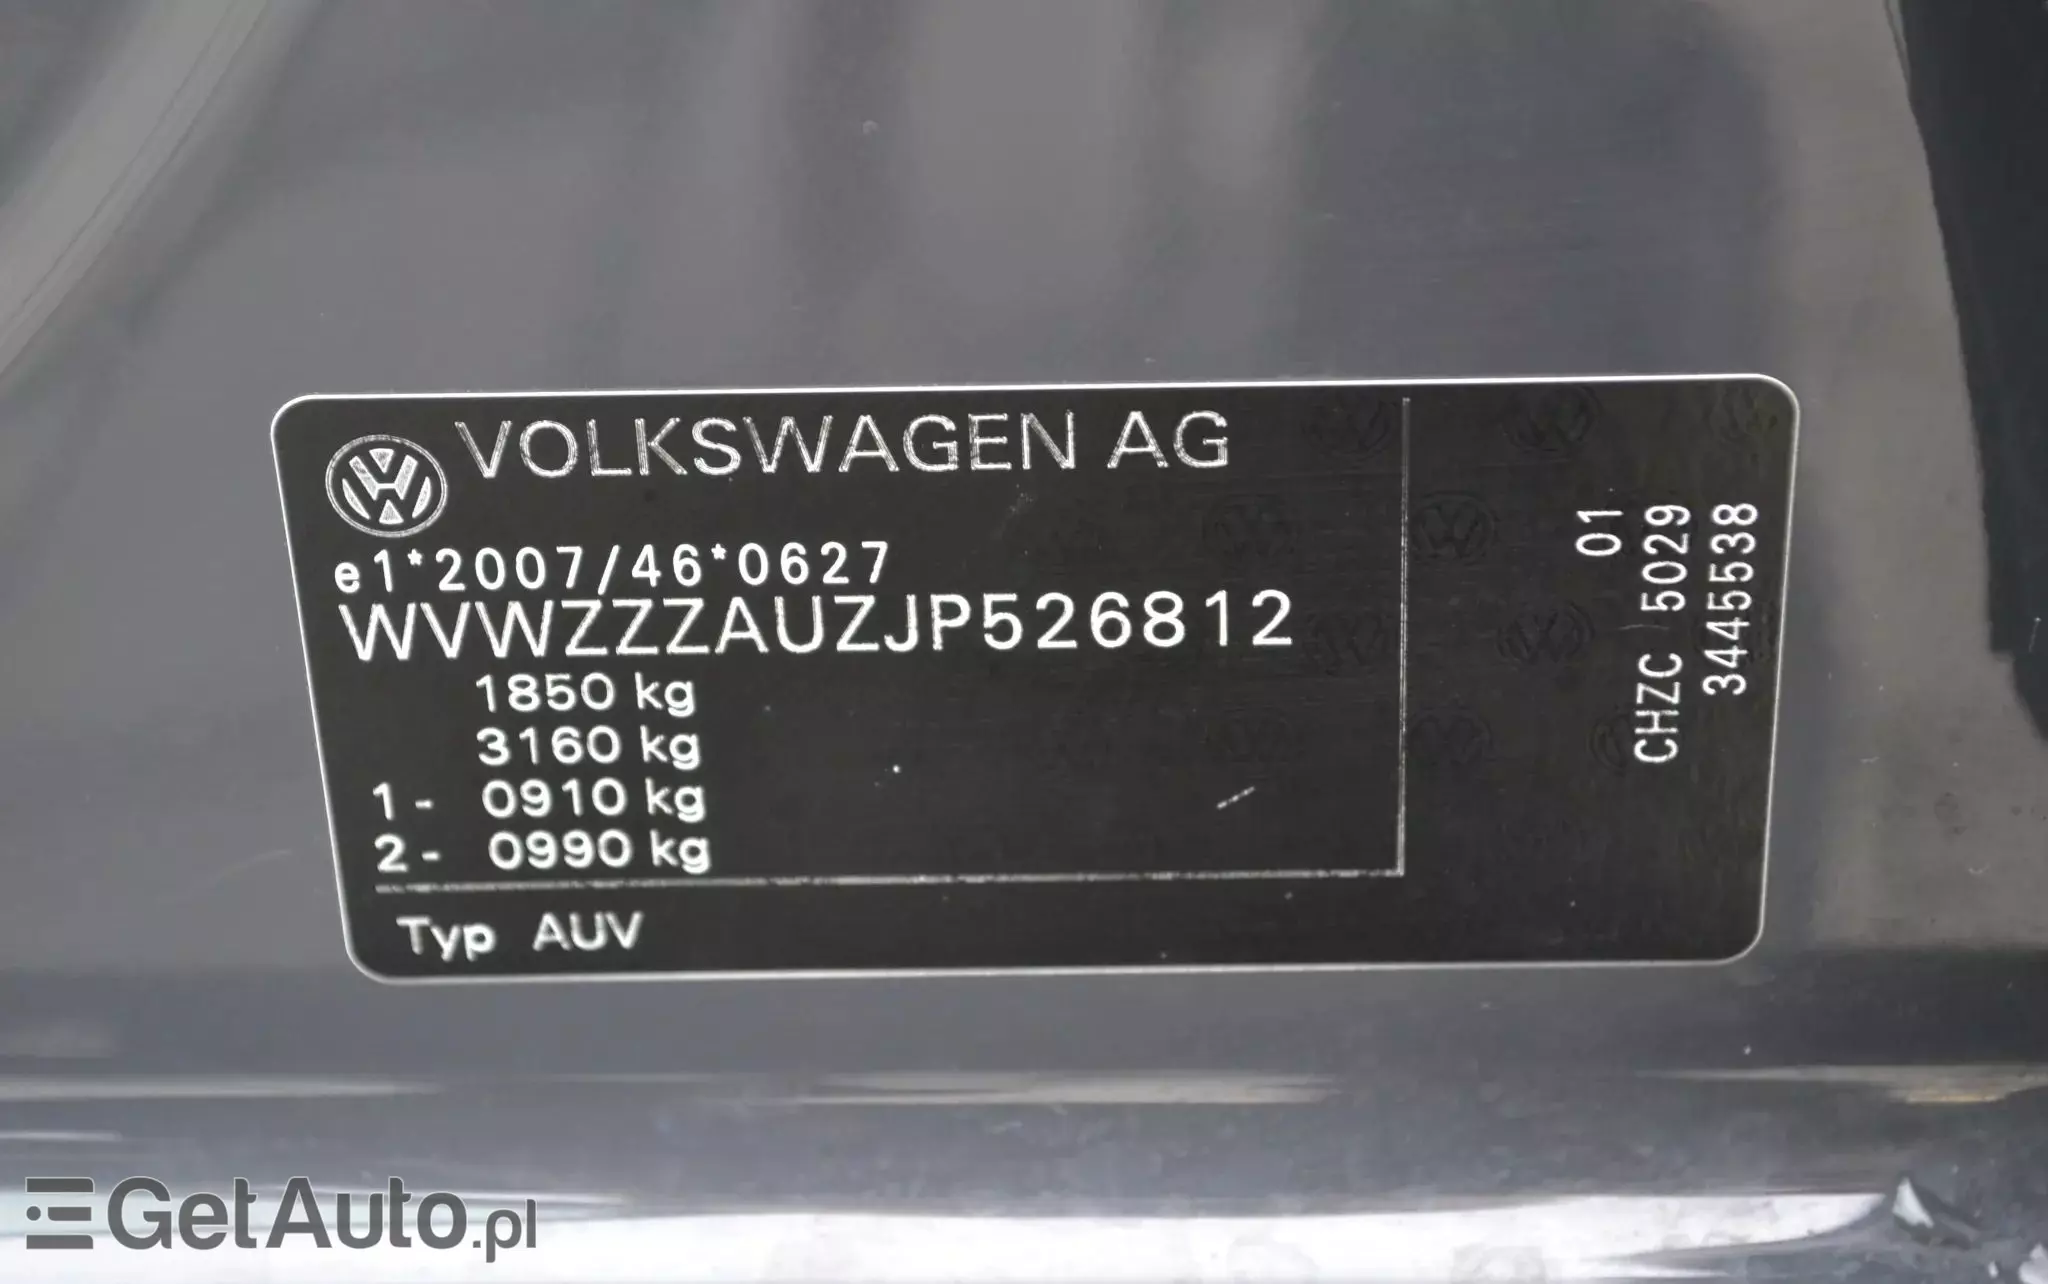 VOLKSWAGEN AG
e1*2007/46*0627
WVWZZZAUZJP526812
1850 kg
3160 kg
1- 0910 kg
2- 0990 kg
Typ AUV
01
CHZC 5029
34455538
GetAuto.pl